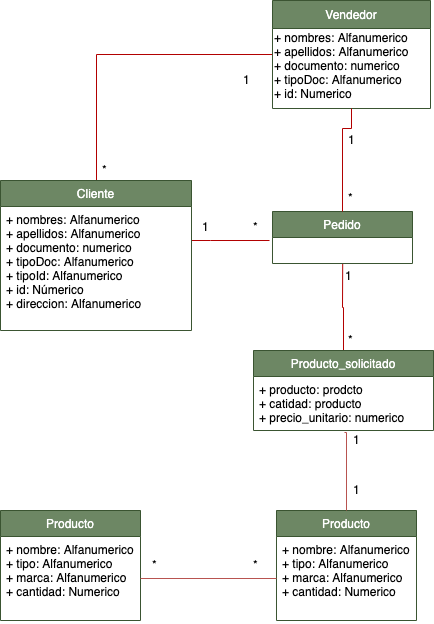 Vendedor
+ nombres: Alfanumerico
+ apellidos: Alfanumerico
+ documento: numerico
+ tipoDoc: Alfanumerico
+ id: Numerico
1
1
*
*
Cliente
+ nombres: Alfanumerico
+ apellidos: Alfanumerico
+ documento: numerico
+ tipoDoc: Alfanumerico
+ tipoId: Alfanumerico
+ id: Númerico
+ direccion: Alfanumerico
1
*
Pedido
1
*
Producto_solicitado
+ producto: prodcto
+ catidad: producto
+ precio_unitario: numerico
1
1
Producto
+ nombre: Alfanumerico
+ tipo: Alfanumerico
+ marca: Alfanumerico
+ cantidad: Numerico
*
*
Producto
+ nombre: Alfanumerico
+ tipo: Alfanumerico
+ marca: Alfanumerico
+ cantidad: Numerico